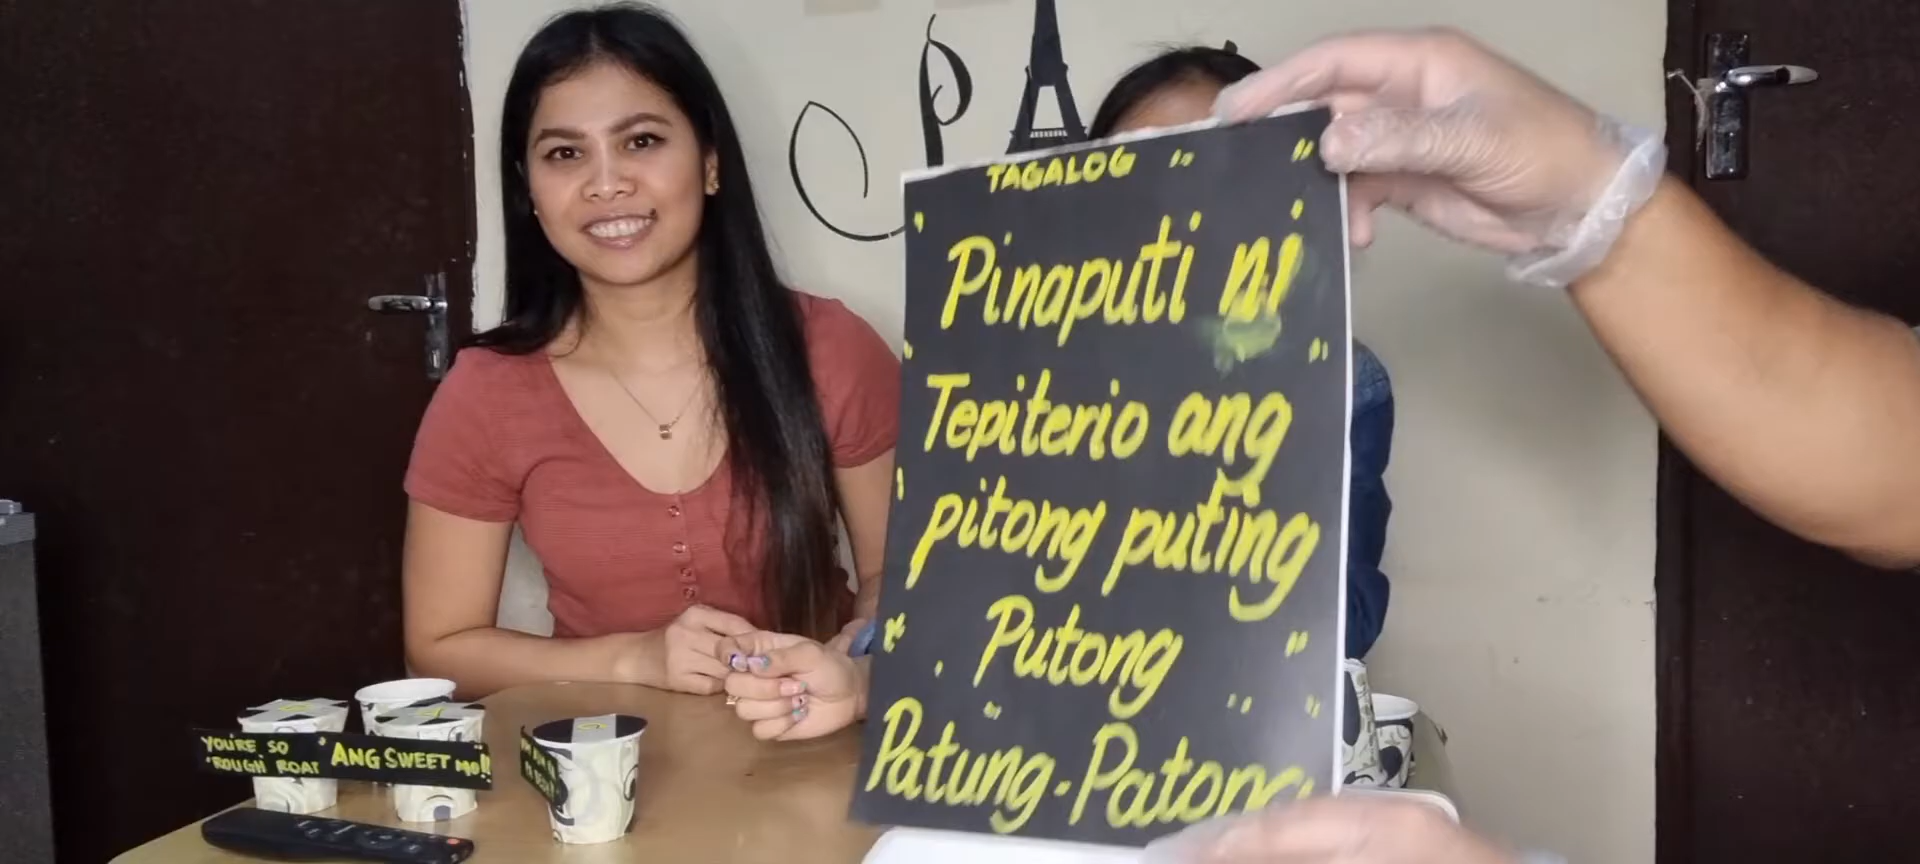 TAGALOG
Pinaputi ni
Tepiterio ang
pitong puting
Putong
Patung-Patong
YOU'RE SO
ROUGH ROAT
ANG SWEET MO!!